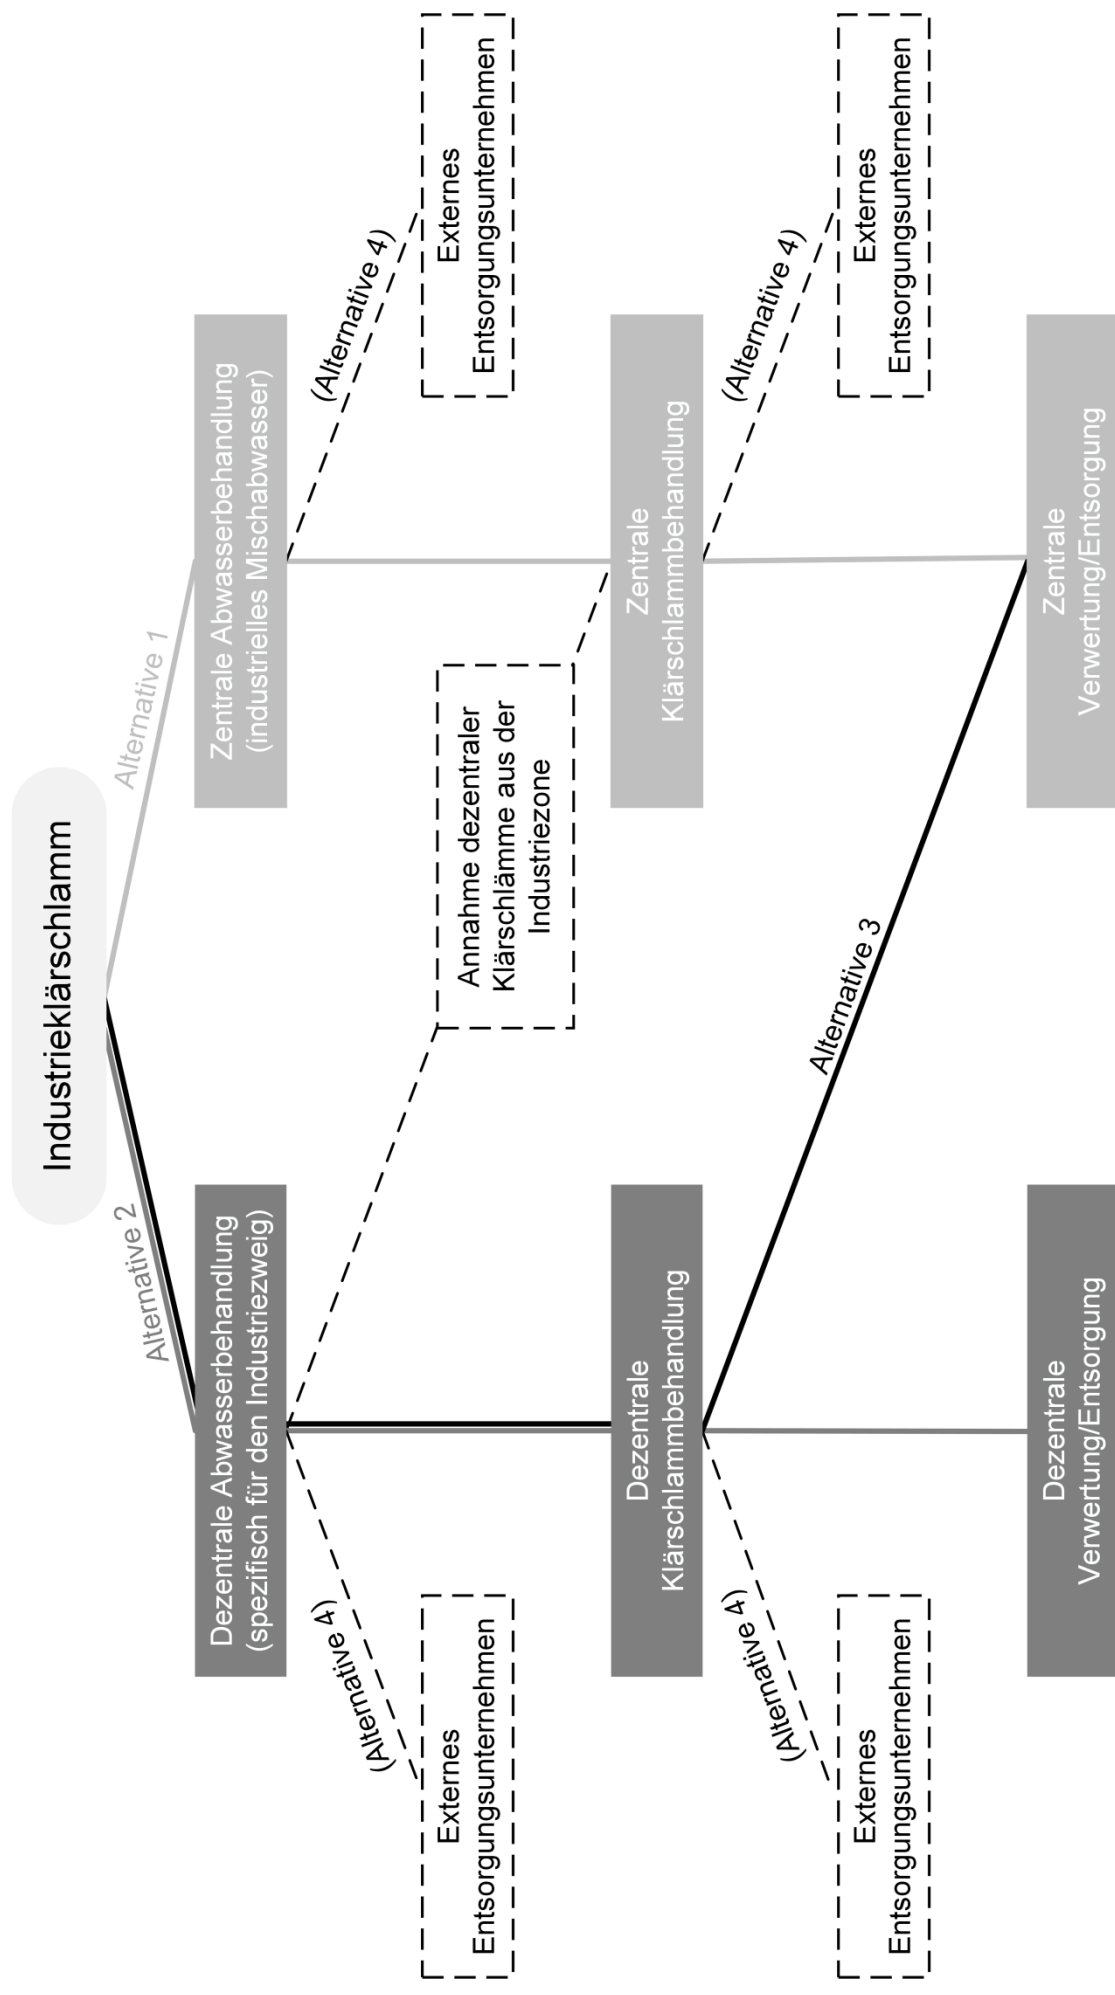 Industrieklärschlamm
Alternative 2
Alternative 1
Dezentrale Abwasserbehandlung
(spezifisch für den Industriezweig)
Zentrale Abwasserbehandlung
(industrielles Mischabwasser)
(Alternative 4)
(Alternative 4)
Externes
Entsorgungsunternehmen
Annahme dezentraler
Klärschlämme aus der
Industriezone
Externes
Entsorgungsunternehmen
Dezentrale
Klärschlammbehandlung
Zentrale
Klärschlammbehandlung
(Alternative 4)
Alternative 3
(Alternative 4)
Externes
Entsorgungsunternehmen
Externes
Entsorgungsunternehmen
Dezentrale
Verwertung/Entsorgung
Zentrale
Verwertung/Entsorgung